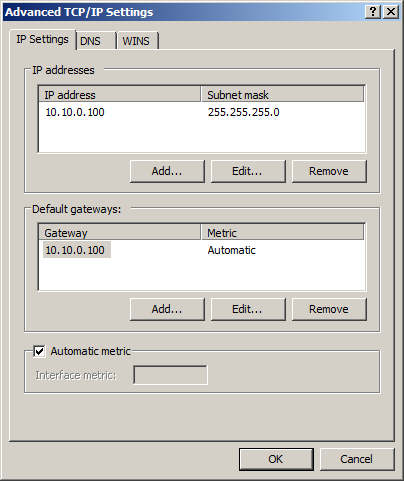 Advanced TCP/IP Settings
IP Settings DNS WINS
IP addresses
IP address Subnet mask
10.10.0.100 255.255.255.0
Add... Edit... Remove
Default gateways:
Gateway Metric
10.10.0.100 Automatic
Add... Edit... Remove
Automatic metric
Interface metric:
OK Cancel